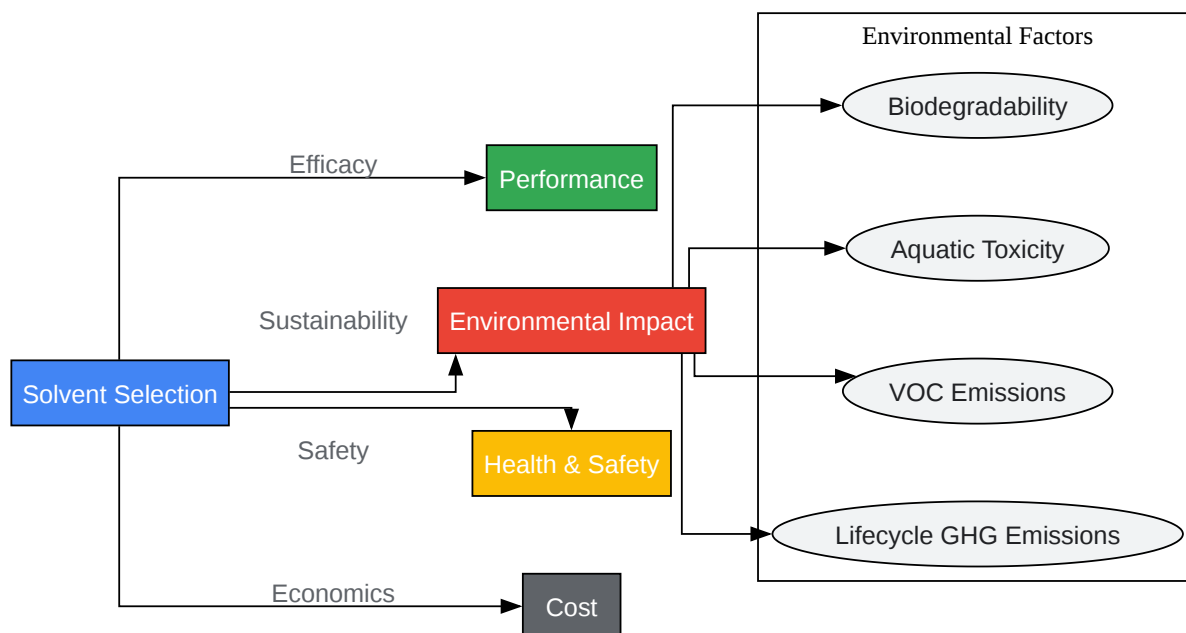 Environmental Factors
Biodegradability
Efficacy
Performance
Aquatic Toxicity
Sustainability
Environmental Impact
Solvent Selection
VOC Emissions
Safety
Health & Safety
Lifecycle GHG Emissions
Economics
Cost